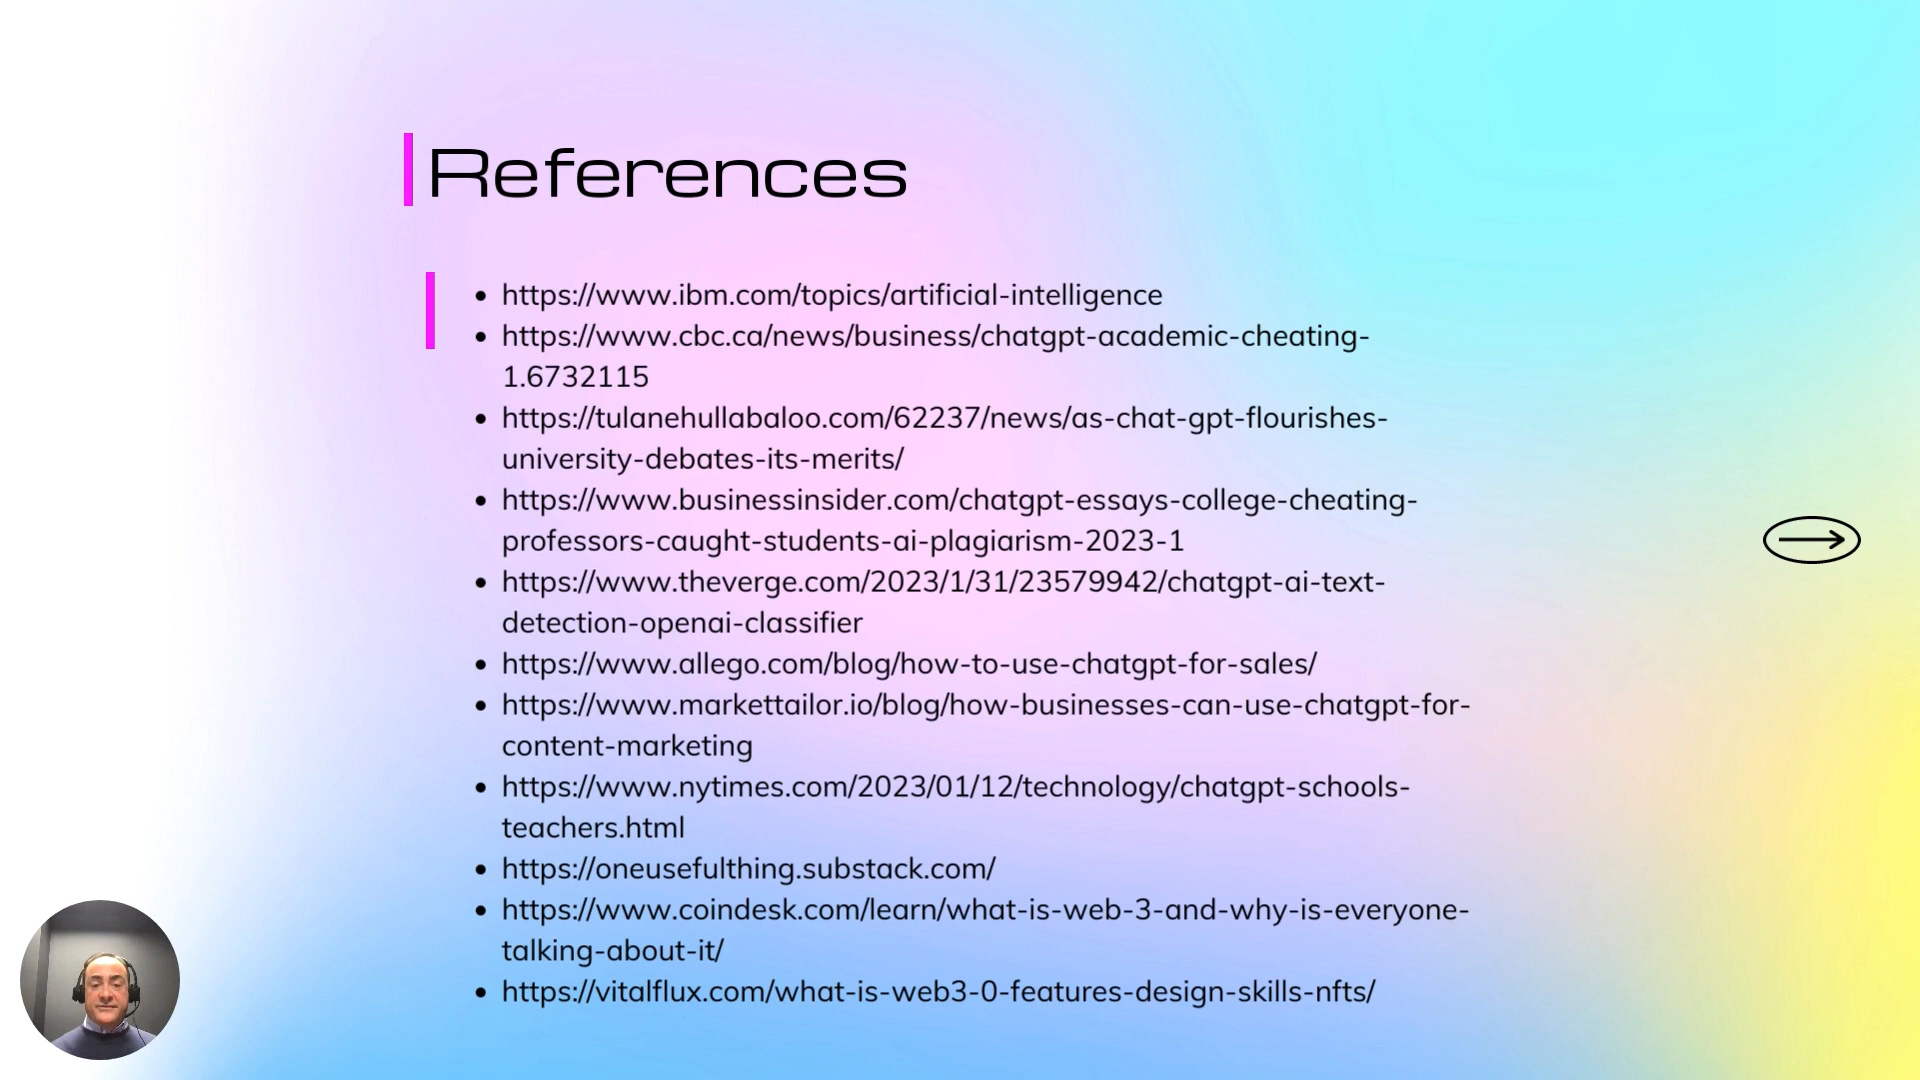 References
https://www.ibm.com/topics/artificial-intelligence
https://www.cbc.ca/news/business/chatgpt-academic-cheating-
1.6732115
https://tulanehullabaloo.com/62237/news/as-chat-gpt-flourishes-
university-debates-its-merits/
https://www.businessinsider.com/chatgpt-essays-college-cheating-
professors-caught-students-ai-plagiarism-2023-1
https://www.theverge.com/2023/1/31/23579942/chatgpt-ai-text-
detection-openai-classifier
https://www.allego.com/blog/how-to-use-chatgpt-for-sales/
https://www.markettailor.io/blog/how-businesses-can-use-chatgpt-for-
content-marketing
https://www.nytimes.com/2023/01/12/technology/chatgpt-schools-
teachers.html
https://oneusefulthing.substack.com/
https://www.coindesk.com/learn/what-is-web-3-and-why-is-everyone-
talking-about-it/
https://vitalflux.com/what-is-web3-0-features-design-skills-nfts/